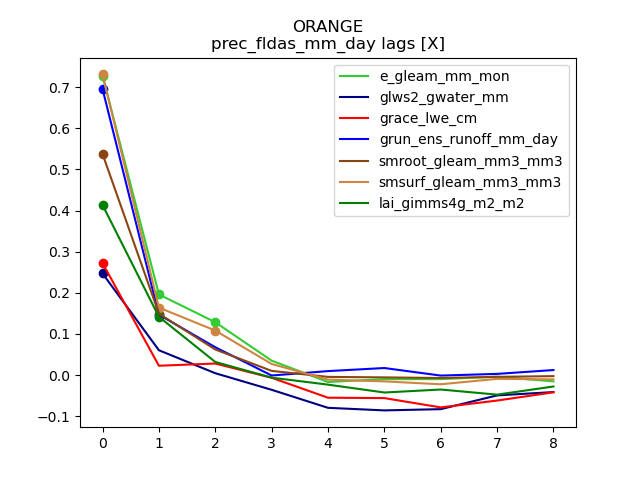 ORANGE
prec_fldas_mm_day lags [X]
e_gleam_mm_mon
glws2_gwater_mm
grace_lwe_cm
grun_ens_runoff_mm_day
smroot_gleam_mm3_mm3
smsurf_gleam_mm3_mm3
lai_gimms4g_m2_m2
0.7
0.6
0.5
0.4
0.3
0.2
0.1
0.0
−0.1
0 1 2 3 4 5 6 7 8